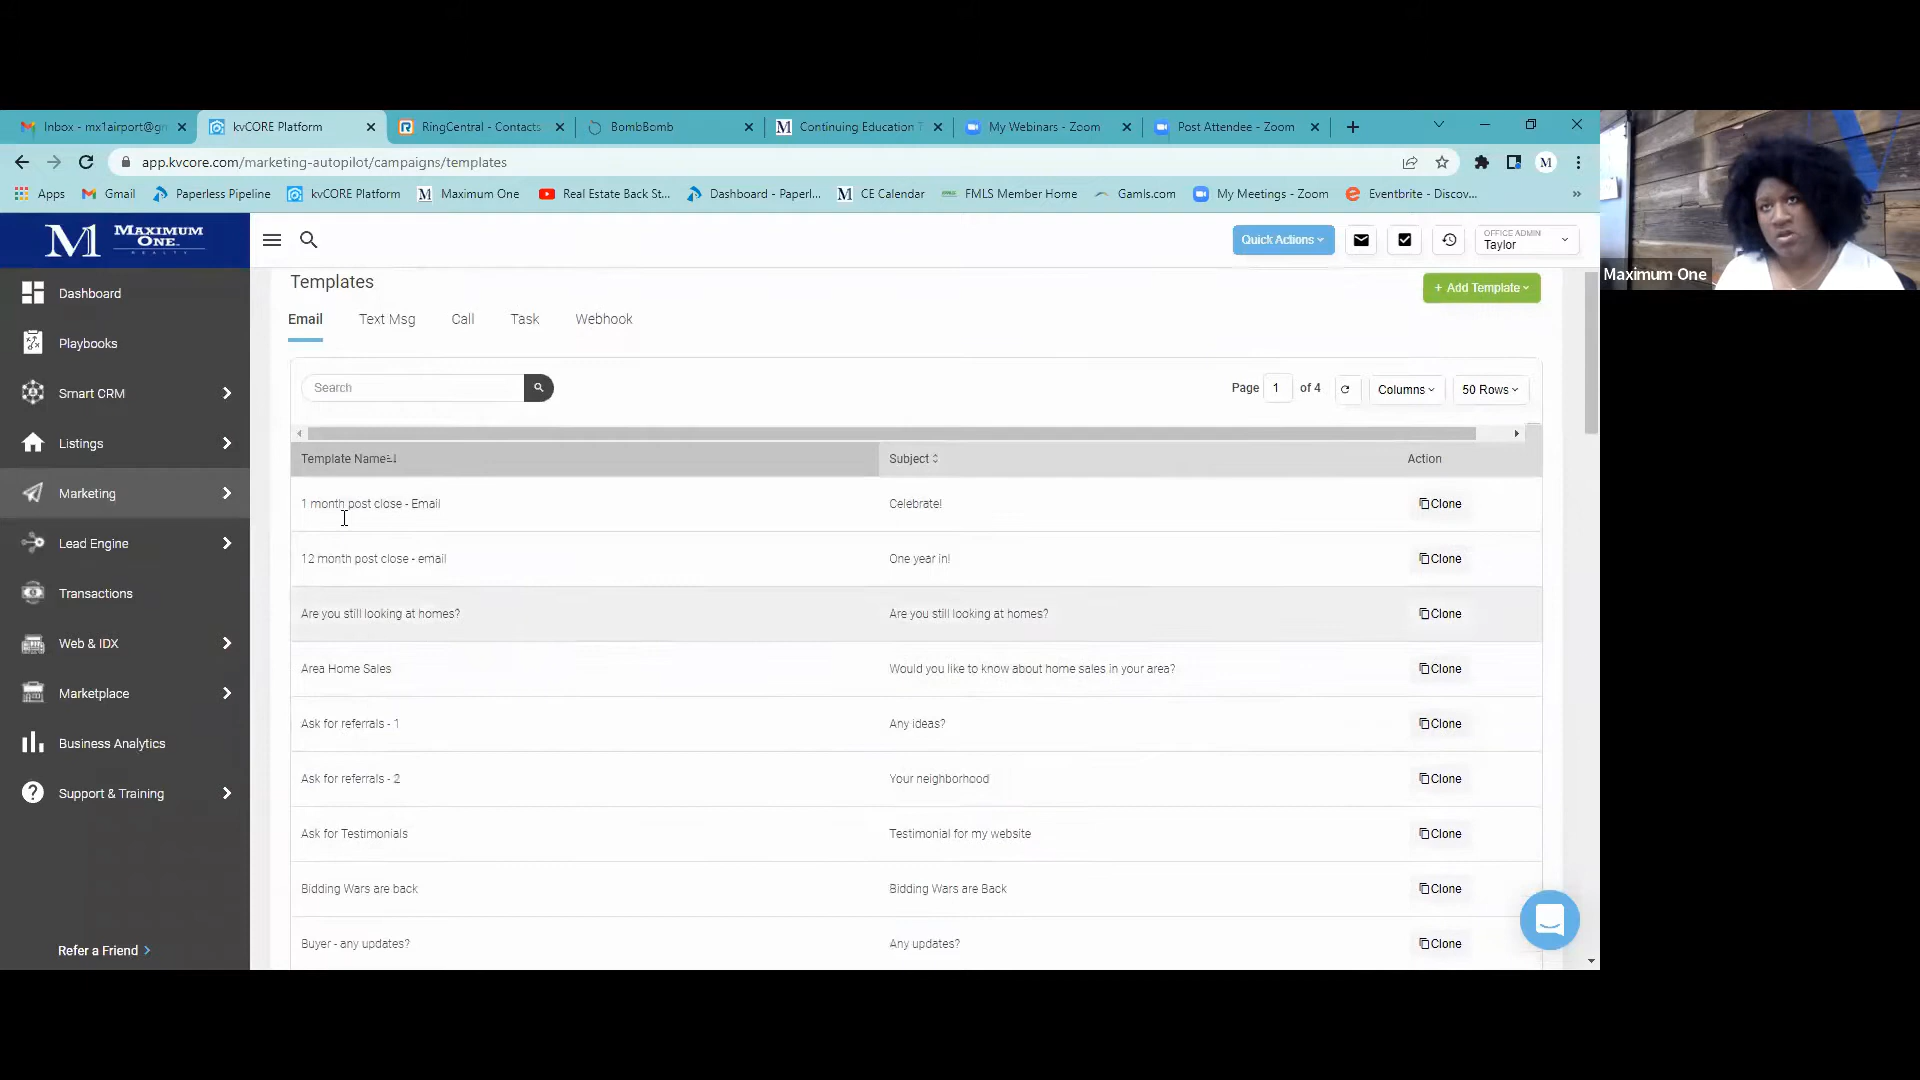 Inbox - mx1airport@gm
kvCORE Platform
RingCentral - Contacts
BombBomb
Continuing Education T
My Webinars - Zoom
Post Attendee - Zoom
app.kvcore.com/marketing-autopilot/campaigns/templates
M
Apps
Gmail
Paperless Pipeline
kvCORE Platform
Maximum One
Real Estate Back St...
Dashboard - Paperl...
CE Calendar
FMLS Member Home
Gamls.com
My Meetings - Zoom
Eventbrite - Discov...
M MAXIMUM
ONE
REALTY
Quick Actions
OFFICE ADMIN
Taylor
Maximum One
Dashboard
Playbooks
Smart CRM
Listings
Marketing
Lead Engine
Transactions
Web & IDX
Marketplace
Business Analytics
Support & Training
Refer a Friend
Templates
+ Add Template
Email
Text Msg
Call
Task
Webhook
Search
Page 1 of 4
Columns
50 Rows
Template Name
Subject
Action
1 month post close - Email
Celebrate!
Clone
12 month post close - email
One year in!
Clone
Are you still looking at homes?
Are you still looking at homes?
Clone
Area Home Sales
Would you like to know about home sales in your area?
Clone
Ask for referrals - 1
Any ideas?
Clone
Ask for referrals - 2
Your neighborhood
Clone
Ask for Testimonials
Testimonial for my website
Clone
Bidding Wars are back
Bidding Wars are Back
Clone
Buyer - any updates?
Any updates?
Clone